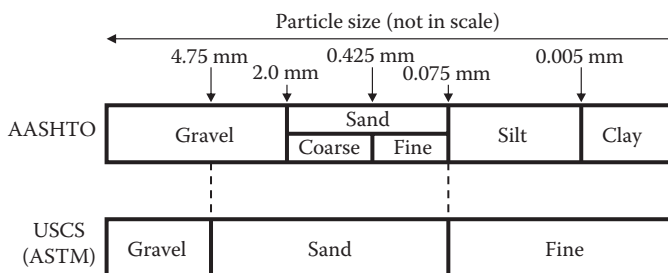 Particle size (not in scale)
4.75 mm 0.425 mm 0.005 mm
2.0 mm 0.075 mm
AASHTO Gravel Sand Silt Clay
Coarse Fine
USCS
(ASTM) Gravel Sand Fine